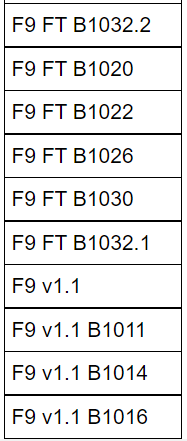 F9 FT B1032.2
F9 FT B1020
F9 FT B1022
F9 FT B1026
F9 FT B1030
F9 FT B1032.1
F9 v1.1
F9 v1.1 B1011
F9 v1.1 B1014
F9 v1.1 B1016